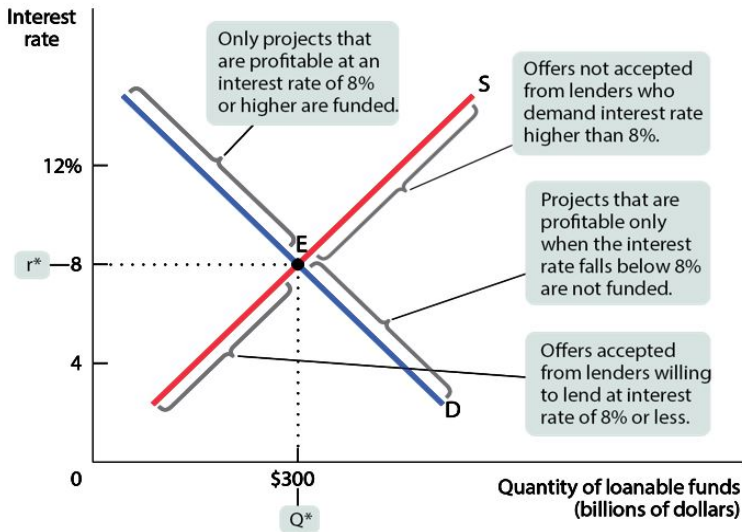 Interest
rate
Only projects that
are profitable at an
interest rate of 8%
or higher are funded.
S
Offers not accepted
from lenders who
demand interest rate
higher than 8%.
12%
E
Projects that are
profitable only
when the interest
rate falls below 8%
are not funded.
r*
8
4
Offers accepted
from lenders willing
to lend at interest
rate of 8% or less.
D
0
$300
Quantity of loanable funds
(billions of dollars)
Q*